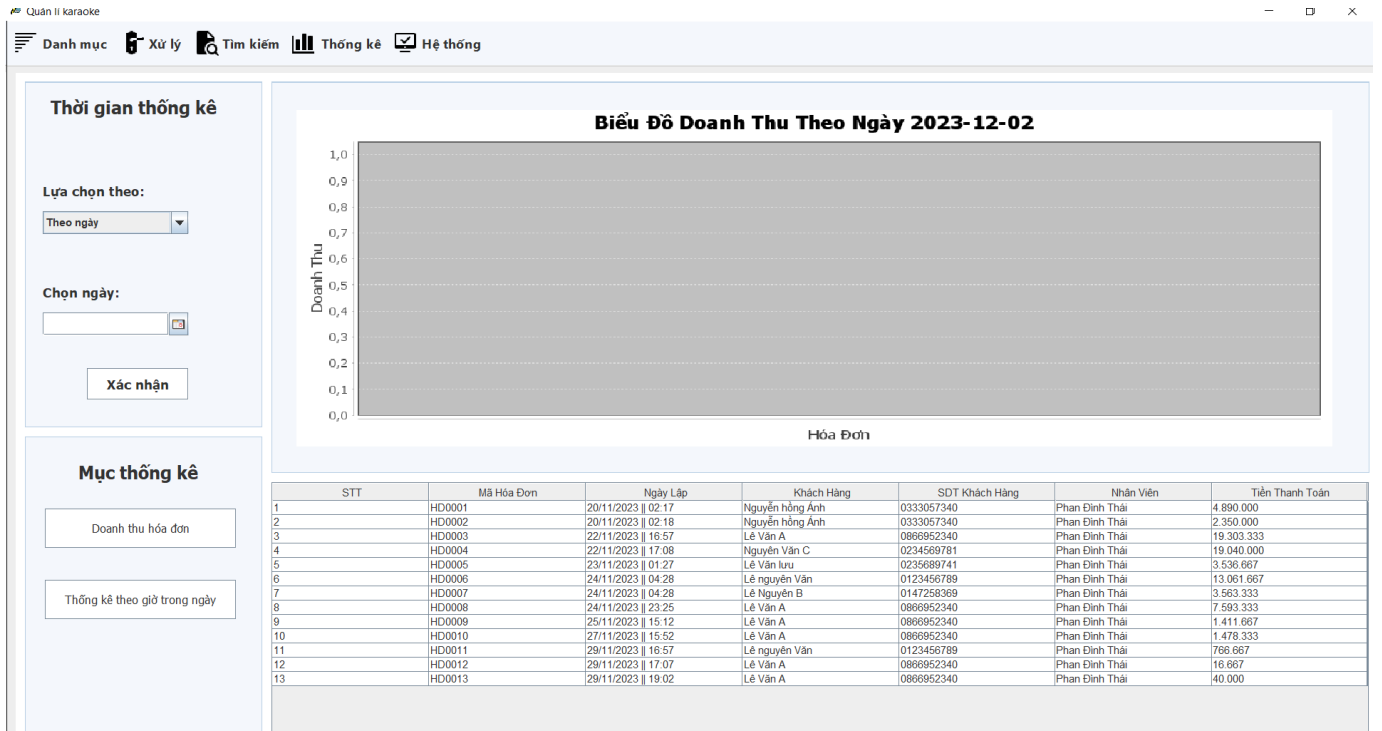 Quản lí karaoke
Danh mục Xử lý Tìm kiếm Thống kê Hệ thống
Thời gian thống kê
Lựa chọn theo:
Theo ngày
Chọn ngày:
Xác nhận
Mục thống kê
Doanh thu hóa đơn
Thống kê theo giờ trong ngày
Biểu Đồ Doanh Thu Theo Ngày 2023-12-02
Doanh Thu
1,0
0,9
0,8
0,7
0,6
0,5
0,4
0,3
0,2
0,1
0,0
Hóa Đơn
STT Mã Hóa Đơn Ngày Lập Khách Hàng SDT Khách Hàng Nhân Viên Tiền Thanh Toán
1 HD0001 20/11/2023 || 02:17 Nguyễn hồng Ánh 0333057340 Phan Đình Thái 4.890.000
2 HD0002 20/11/2023 || 02:18 Nguyễn hồng Ánh 0333057340 Phan Đình Thái 2.350.000
3 HD0003 22/11/2023 || 16:57 Lê Văn A 0866952340 Phan Đình Thái 19.303.333
4 HD0004 22/11/2023 || 17:08 Nguyên Văn C 0234569781 Phan Đình Thái 19.040.000
5 HD0005 23/11/2023 || 01:27 Lê Văn lưu 0235689741 Phan Đình Thái 3.536.667
6 HD0006 24/11/2023 || 04:28 Lê nguyên Văn 0123456789 Phan Đình Thái 13.061.667
7 HD0007 24/11/2023 || 04:28 Lê Nguyên B 0147258369 Phan Đình Thái 3.563.333
8 HD0008 24/11/2023 || 23:25 Lê Văn A 0866952340 Phan Đình Thái 7.593.333
9 HD0009 25/11/2023 || 15:12 Lê Văn A 0866952340 Phan Đình Thái 1.411.667
10 HD0010 27/11/2023 || 15:52 Lê Văn A 0866952340 Phan Đình Thái 1.478.333
11 HD0011 29/11/2023 || 16:57 Lê nguyên Văn 0123456789 Phan Đình Thái 766.667
12 HD0012 29/11/2023 || 17:07 Lê Văn A 0866952340 Phan Đình Thái 16.667
13 HD0013 29/11/2023 || 19:02 Lê Văn A 0866952340 Phan Đình Thái 40.000